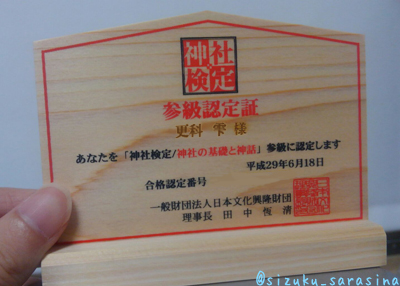 神社
検定
参級認定証
更科 雫 様
あなたを「神社検定/神社の基礎と神話」参級に認定します
平成29年6月18日
合格認定番号
一般財団法人日本文化興隆財団
理事長 田中恆清
@sizuku_sarasina